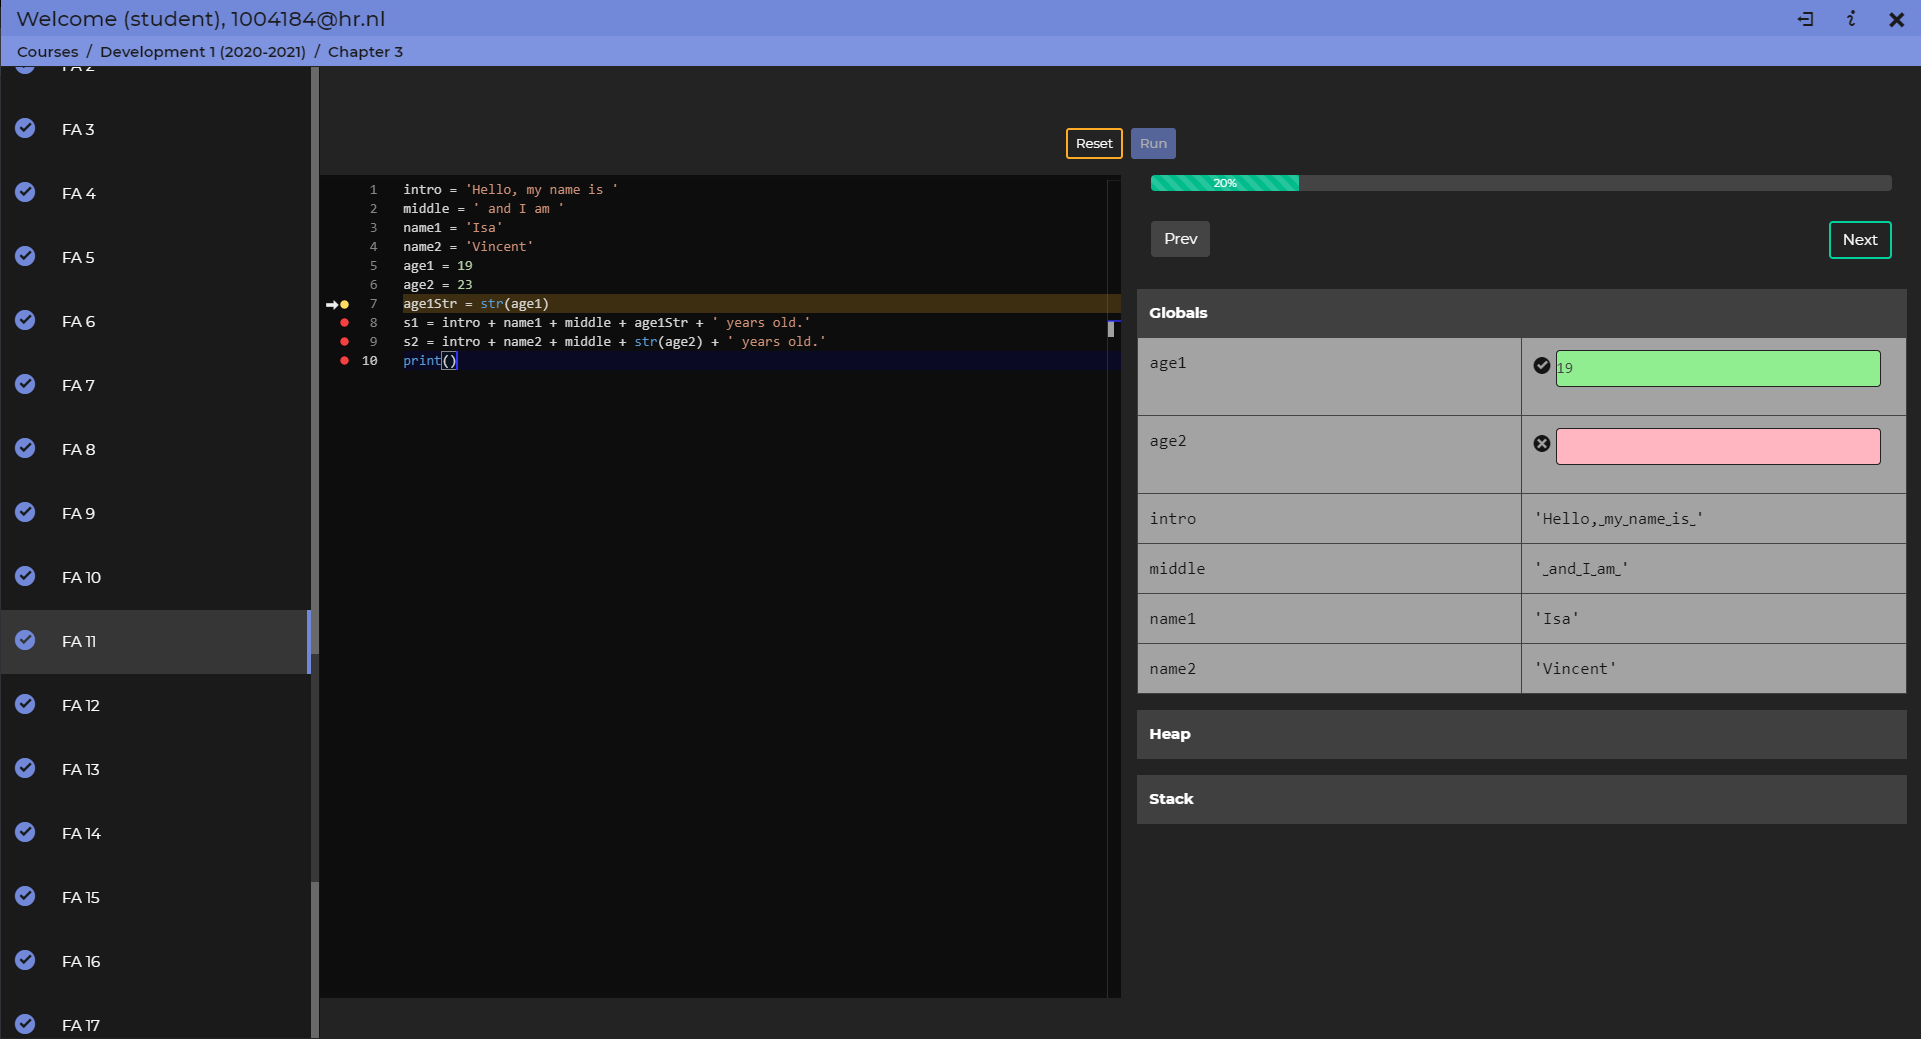 Welcome (student), 1004184@hr.nl
Courses / Development 1 (2020-2021) / Chapter 3
FA 2
FA 3
FA 4
FA 5
FA 6
FA 7
FA 8
FA 9
FA 10
FA 11
FA 12
FA 13
FA 14
FA 15
FA 16
FA 17
Reset Run
1 intro = 'Hello, my name is '
2 middle = ' and I am '
3 name1 = 'Isa'
4 name2 = 'Vincent'
5 age1 = 19
6 age2 = 23
7 age1Str = str(age1)
8 s1 = intro + name1 + middle + age1Str + ' years old.'
9 s2 = intro + name2 + middle + str(age2) + ' years old.'
10 print()
20%
Prev Next
Globals
age1 19
age2
intro 'Hello,_my_name_is_'
middle '_and_I_am_'
name1 'Isa'
name2 'Vincent'
Heap
Stack